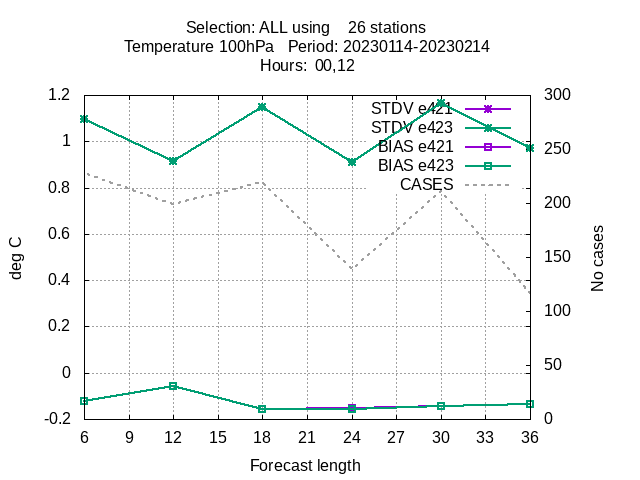 Selection: ALL using 26 stations
Temperature 100hPa Period: 20230114-20230214
Hours: 00,12
STDV e421
STDV e423
BIAS e421
BIAS e423
CASES
1.2
1
0.8
0.6
0.4
0.2
0
-0.2
deg C
300
250
200
150
100
50
0
No cases
6 9 12 15 18 21 24 27 30 33 36
Forecast length